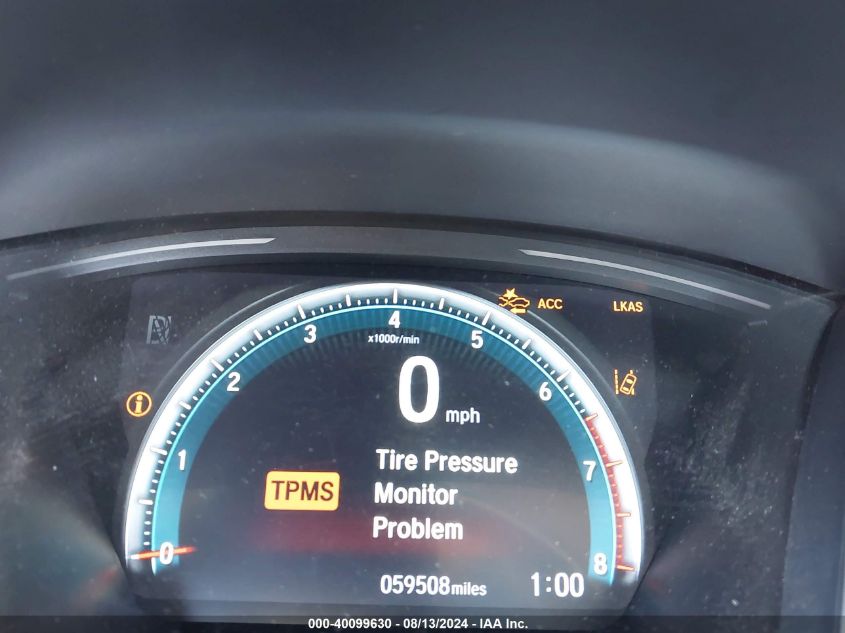 ACC LKAS
4
3
5
x1000r/min
2
6
0 mph
1
7
Tire Pressure
TPMS Monitor
Problem
0
8
059508miles 1:00
000-40099630 - 08/13/2024 - IAA Inc.